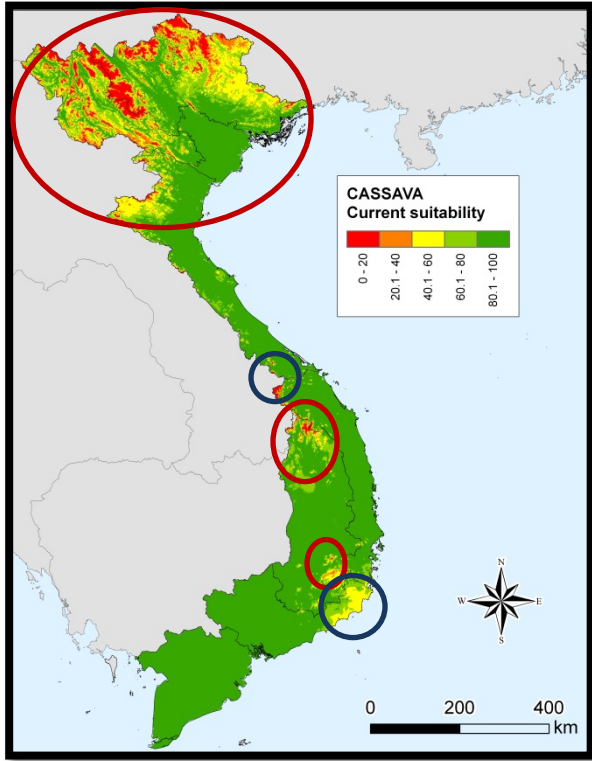 CASSAVA
Current suitability
0 - 20
20.1 - 40
40.1 - 60
60.1 - 80
80.1 - 100
N
W E
S
0 200 400
km